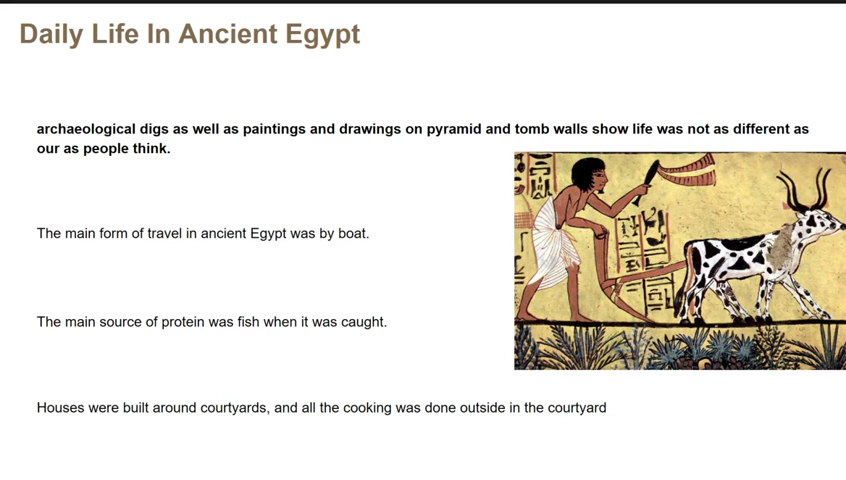 Daily Life In Ancient Egypt
archaeological digs as well as paintings and drawings on pyramid and tomb walls show life was not as different as
our as people think.
The main form of travel in ancient Egypt was by boat.
The main source of protein was fish when it was caught.
Houses were built around courtyards, and all the cooking was done outside in the courtyard